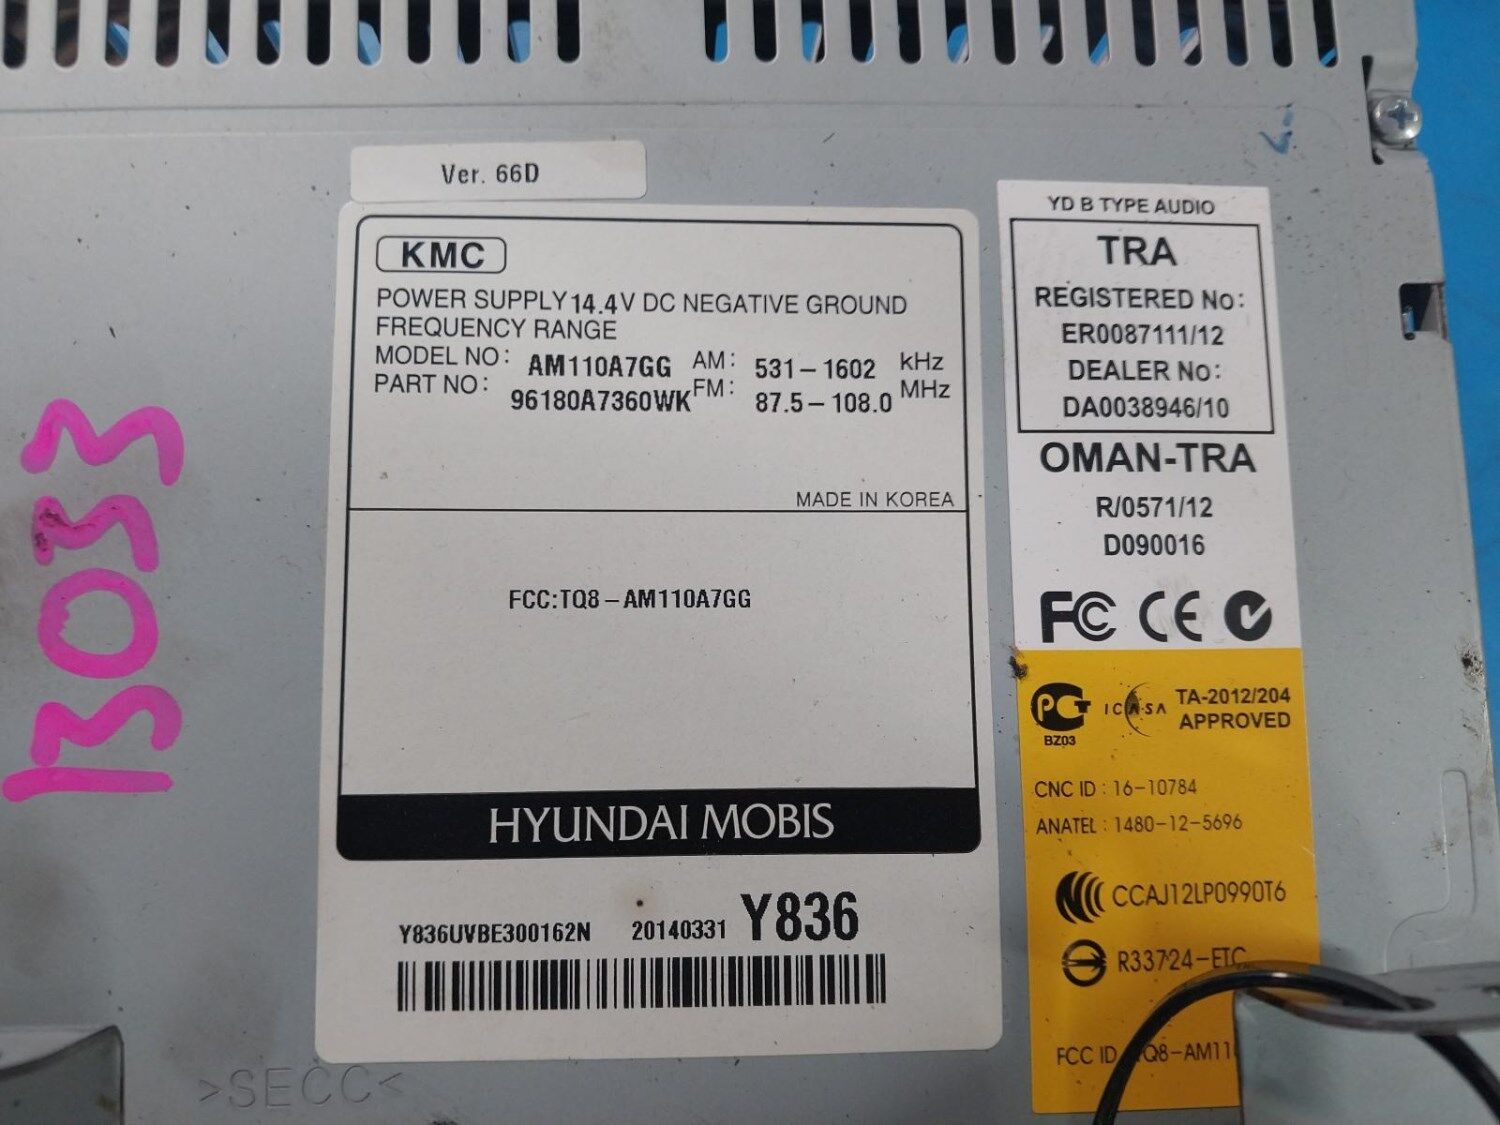 Ver. 66D
KMC
POWER SUPPLY 14.4V DC NEGATIVE GROUND
FREQUENCY RANGE
MODEL NO: AM110A7GG AM: 531-1602 kHz
PART NO: 96180A7360WK FM: 87.5-108.0 MHz
MADE IN KOREA
FCC:TQ8-AM110A7GG
HYUNDAI MOBIS
Y836UVBE300162N 20140331 Y836
>SECC<
YD B TYPE AUDIO
TRA
REGISTERED No:
ER0087111/12
DEALER No:
DA0038946/10
OMAN-TRA
R/0571/12
D090016
FC CE
PCT ICASA TA-2012/204
BZ03 APPROVED
CNC ID : 16-10784
ANATEL : 1480-12-5696
CCAJ12LP0990T6
R33724-ETC
FCC ID Q8-AM11
13033